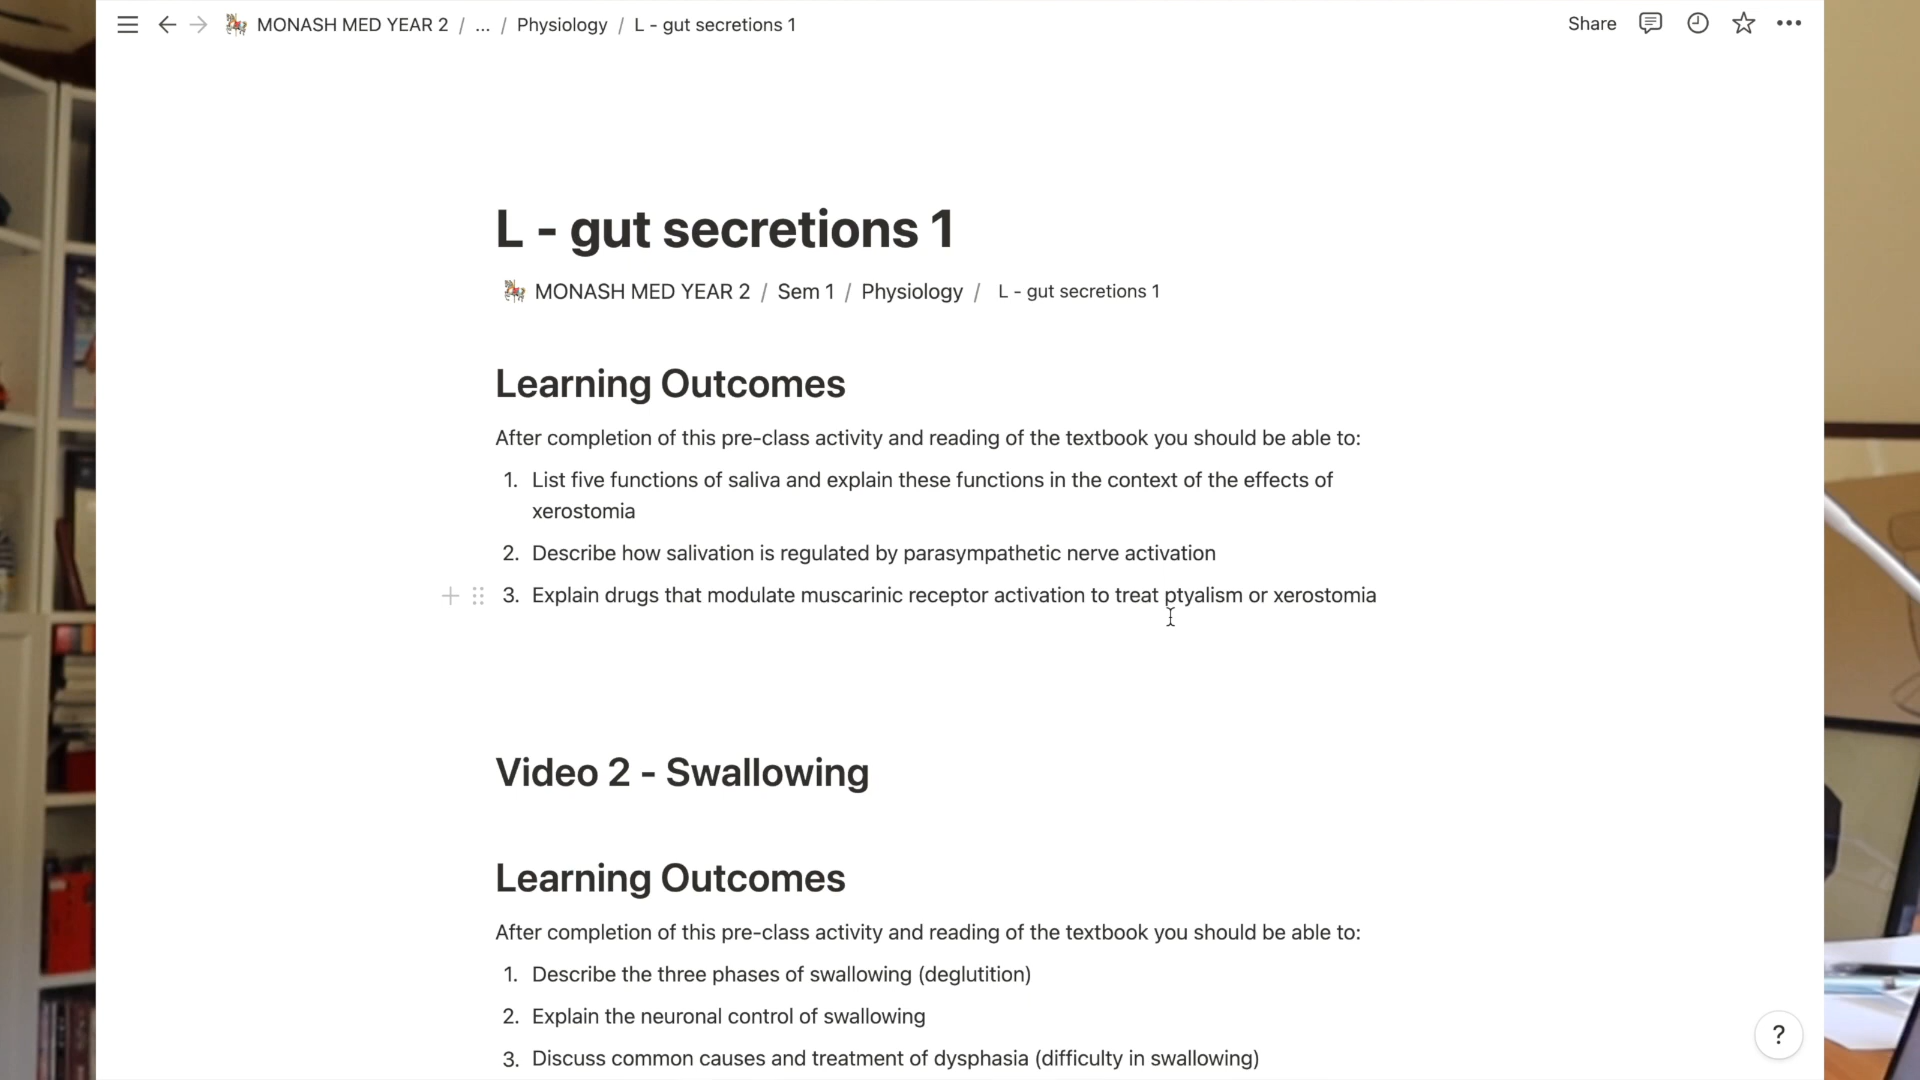 MONASH MED YEAR 2 / ... / Physiology / L - gut secretions 1
Share
L - gut secretions 1
MONASH MED YEAR 2 / Sem 1 / Physiology / L - gut secretions 1
Learning Outcomes
After completion of this pre-class activity and reading of the textbook you should be able to:
1. List five functions of saliva and explain these functions in the context of the effects of
xerostomia
2. Describe how salivation is regulated by parasympathetic nerve activation
3. Explain drugs that modulate muscarinic receptor activation to treat ptyalism or xerostomia
Video 2 - Swallowing
Learning Outcomes
After completion of this pre-class activity and reading of the textbook you should be able to:
1. Describe the three phases of swallowing (deglutition)
2. Explain the neuronal control of swallowing
3. Discuss common causes and treatment of dysphasia (difficulty in swallowing)
?